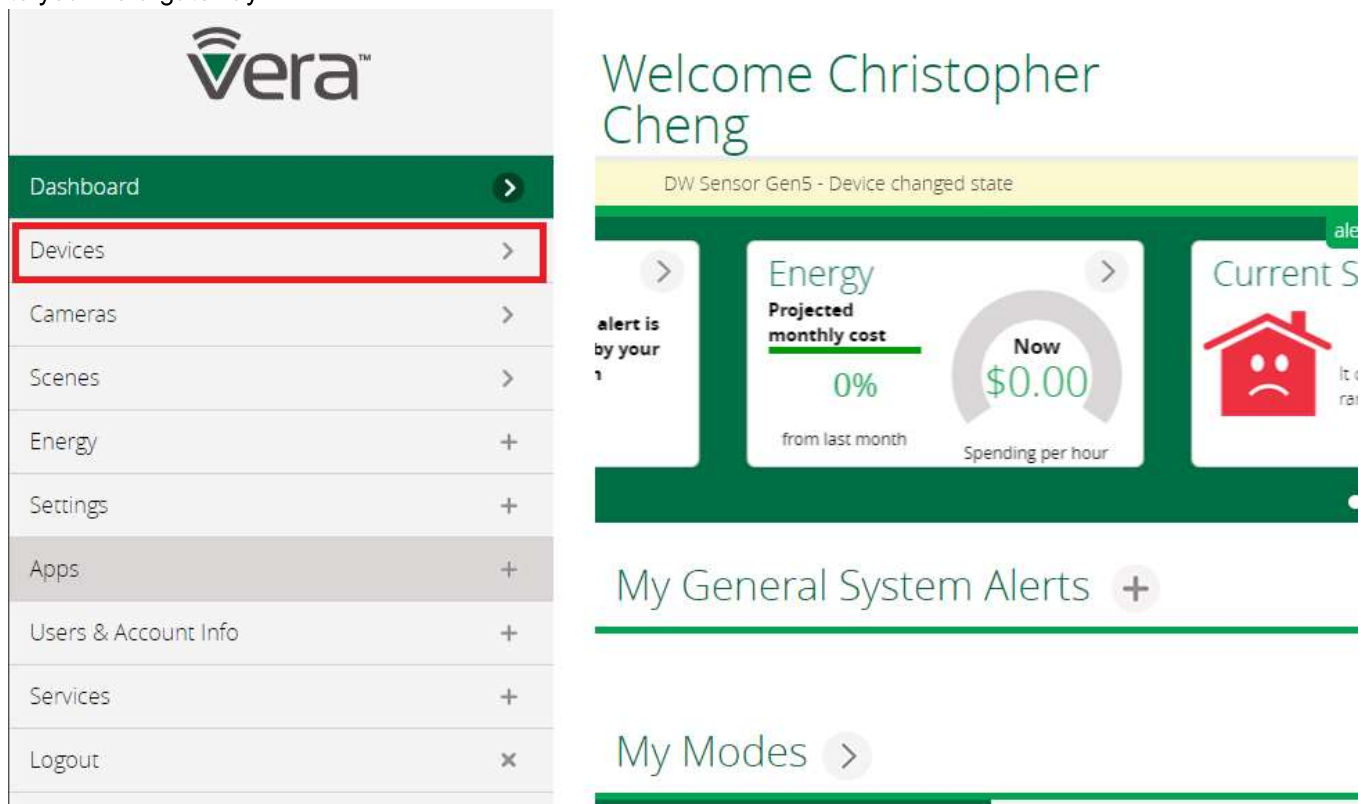 vera™
Dashboard
Devices
Cameras
Scenes
Energy
Settings
Apps
Users & Account Info
Services
Logout
Welcome Christopher
Cheng
DW Sensor Gen5 - Device changed state
alert is
by your
Energy
Projected
monthly cost
0%
from last month
Now
$0.00
Spending per hour
Current S
My General System Alerts
My Modes